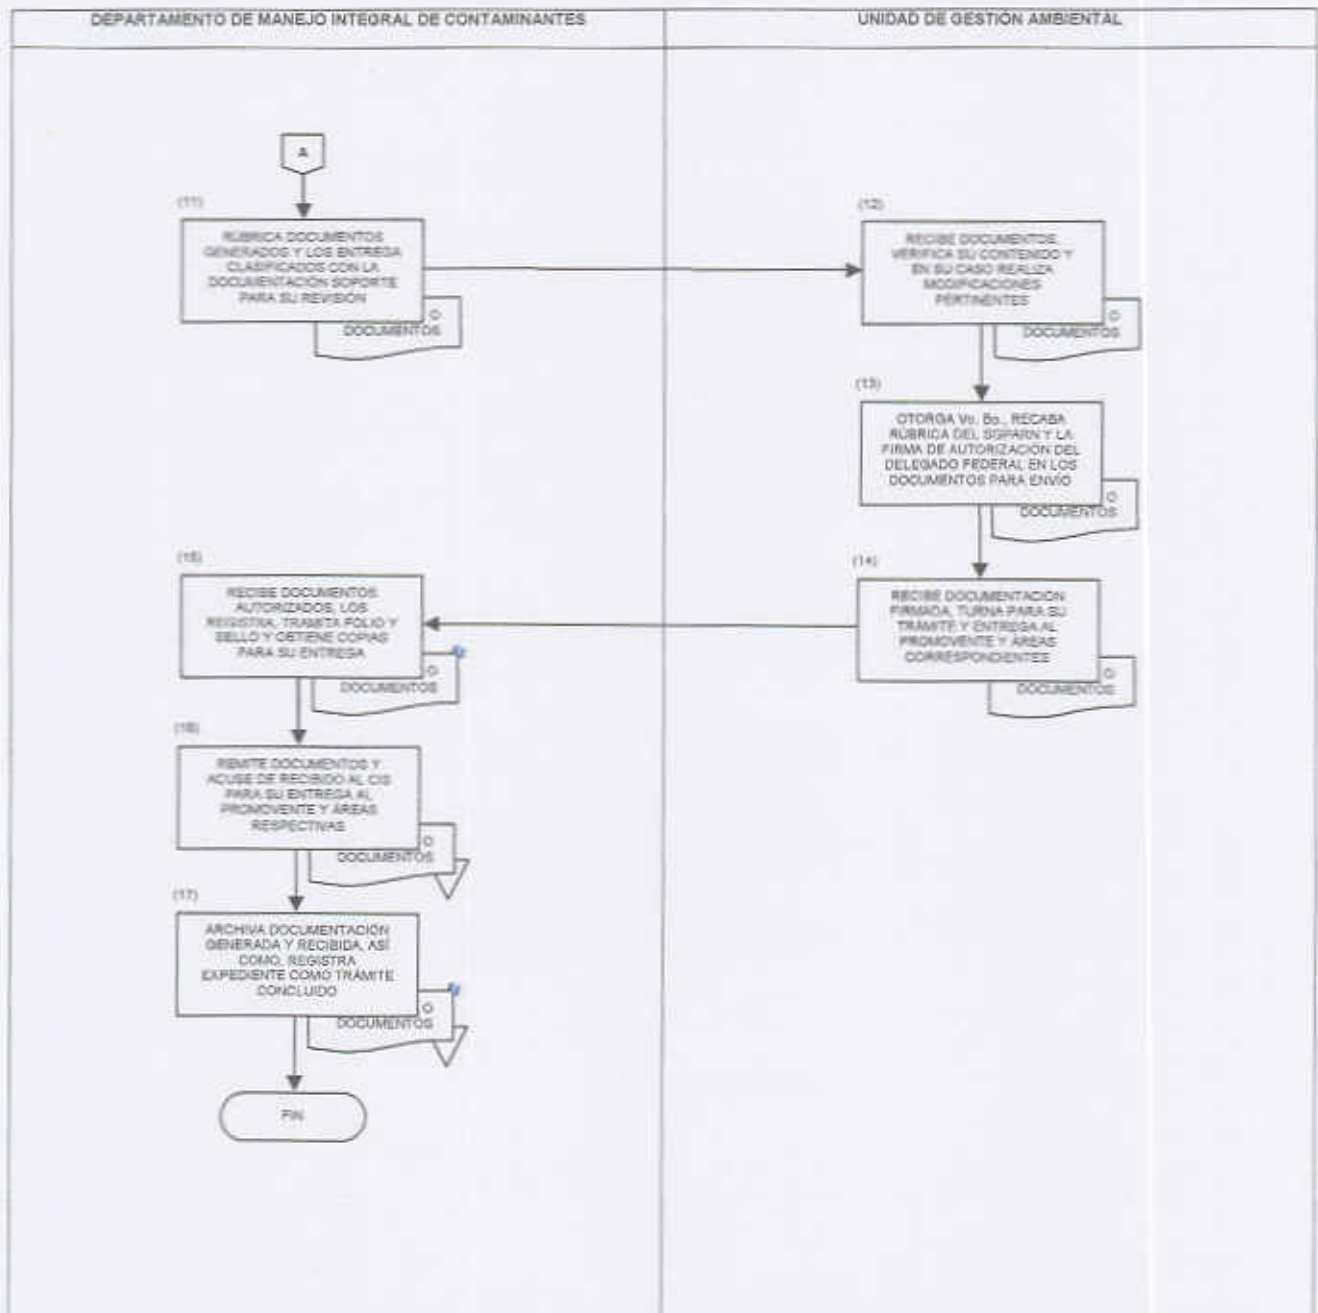 DEPARTAMENTO DE MANEJO INTEGRAL DE CONTAMINANTES
UNIDAD DE GESTIÓN AMBIENTAL
A
(11)
RÚBRICA DOCUMENTOS
GENERADOS Y LOS ENTREGA
CLASIFICADOS CON LA
DOCUMENTACIÓN SOPORTE
PARA SU REVISIÓN
O
DOCUMENTOS
(12)
RECIBE DOCUMENTOS,
VERIFICA SU CONTENIDO Y
EN SU CASO REALIZA
MODIFICACIONES
PERTINENTES
O
DOCUMENTOS
(13)
OTORGA Vo. Bo., RECABA
RÚBRICA DEL SGPARN Y LA
FIRMA DE AUTORIZACIÓN DEL
DELEGADO FEDERAL EN LOS
DOCUMENTOS PARA ENVÍO
O
DOCUMENTOS
(14)
RECIBE DOCUMENTACIÓN
FIRMADA, TURNA PARA SU
TRÁMITE Y ENTREGA AL
PROMOVENTE Y ÁREAS
CORRESPONDIENTES
O
DOCUMENTOS
(15)
RECIBE DOCUMENTOS
AUTORIZADOS, LOS
REGISTRA, TRAMITA FOLIO Y
SELLO Y OBTIENE COPIAS
PARA SU ENTREGA
O
DOCUMENTOS
(16)
REMITE DOCUMENTOS Y
ACUSE DE RECIBIDO AL CIS
PARA SU ENTREGA AL
PROMOVENTE Y ÁREAS
RESPECTIVAS
O
DOCUMENTOS
(17)
ARCHIVA DOCUMENTACIÓN
GENERADA Y RECIBIDA, ASÍ
COMO, REGISTRA
EXPEDIENTE COMO TRÁMITE
CONCLUIDO
O
DOCUMENTOS
FIN